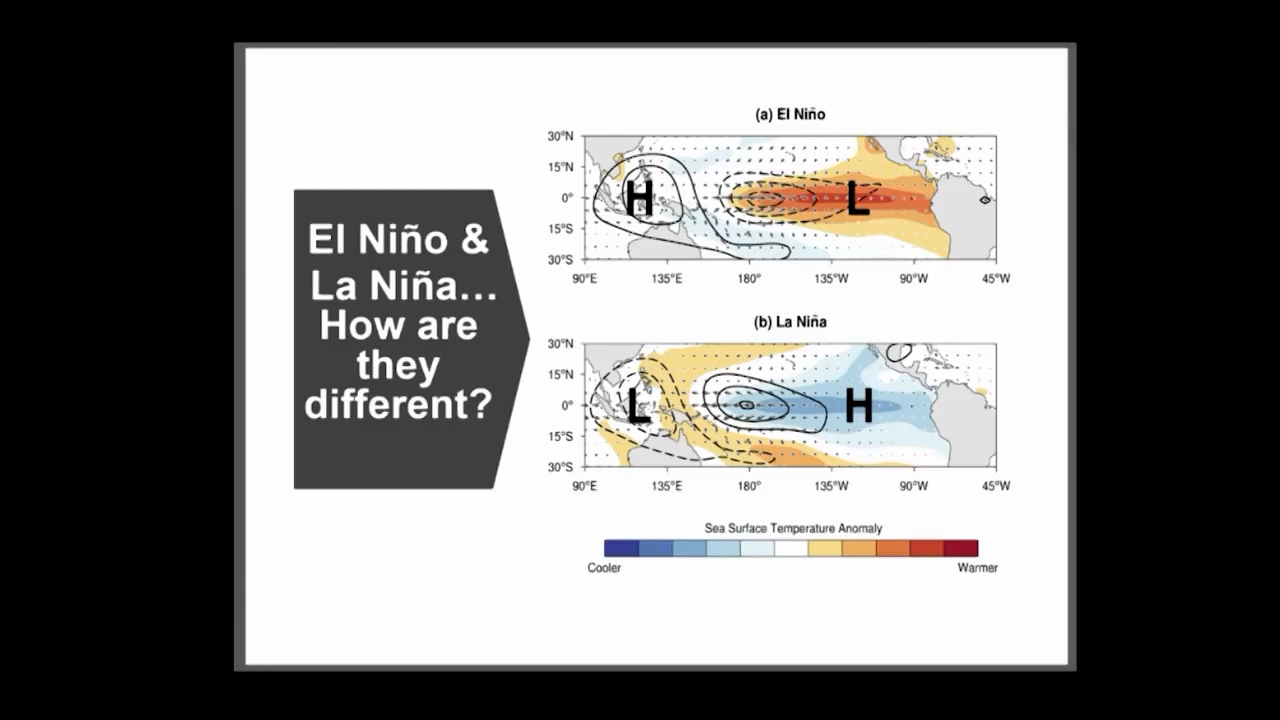 El Niño &
La Niña...
How are
they
different?
(a) El Niño
30°N
15°N
0°
15°S
30°S
H
L
90°E 135°E 180° 135°W 90°W 45°W
(b) La Niña
30°N
15°N
0°
15°S
30°S
L
H
90°E 135°E 180° 135°W 90°W 45°W
Sea Surface Temperature Anomaly
Cooler Warmer